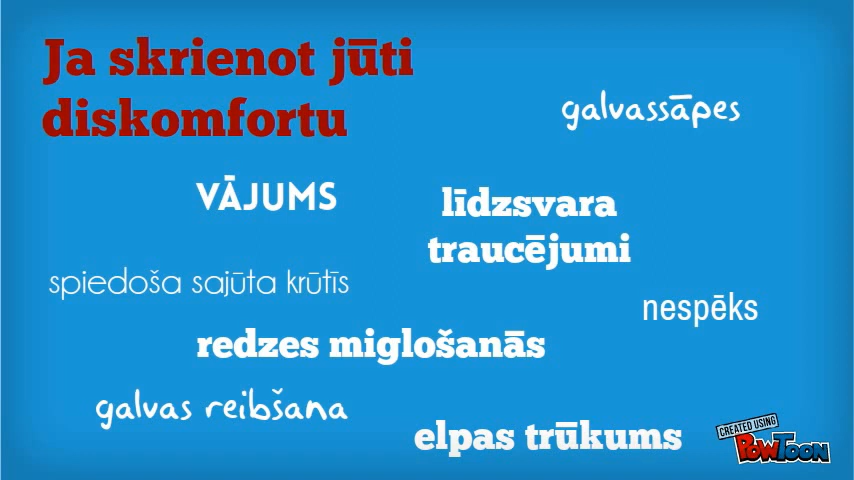 Ja skrienot jūti
diskomfortu
galvassāpes
VĀJUMS
līdzsvara
traucējumi
spiedoša sajūta krūtīs
nespēks
redzes miglošanās
galvas reibšana
elpas trūkums
CREATED USING
POWTOON